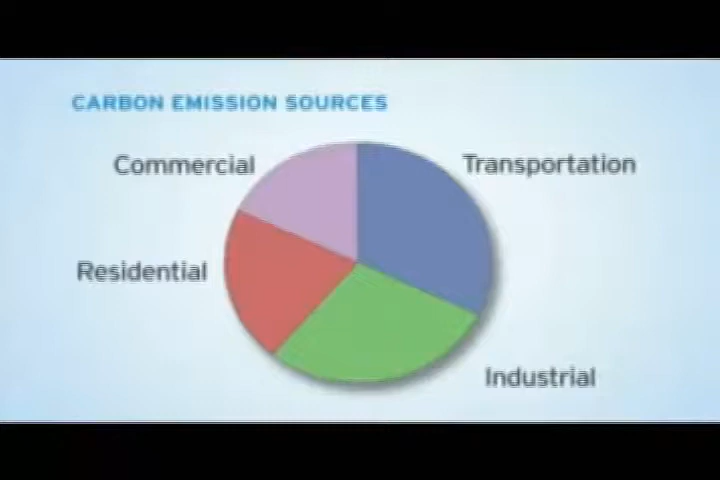 CARBON EMISSION SOURCES
Commercial
Transportation
Residential
Industrial